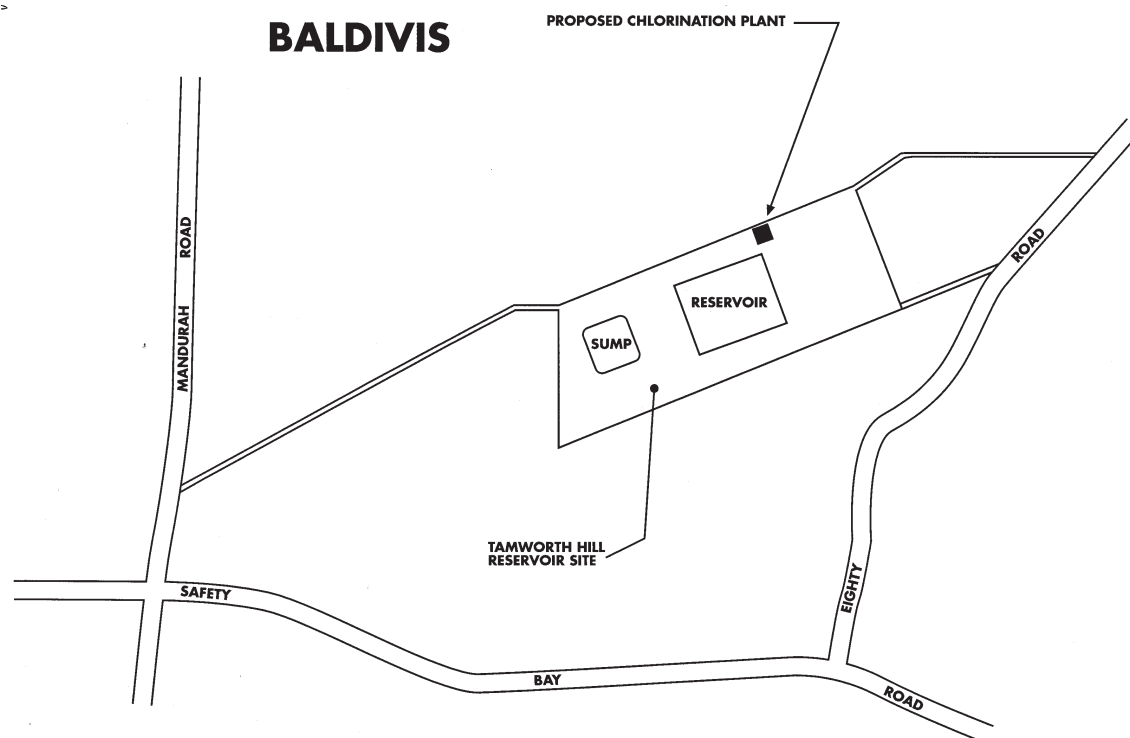 BALDIVIS
PROPOSED CHLORINATION PLANT
MANDURAH ROAD
RESERVOIR
SUMP
TAMWORTH HILL
RESERVOIR SITE
EIGHTY ROAD
SAFETY BAY ROAD